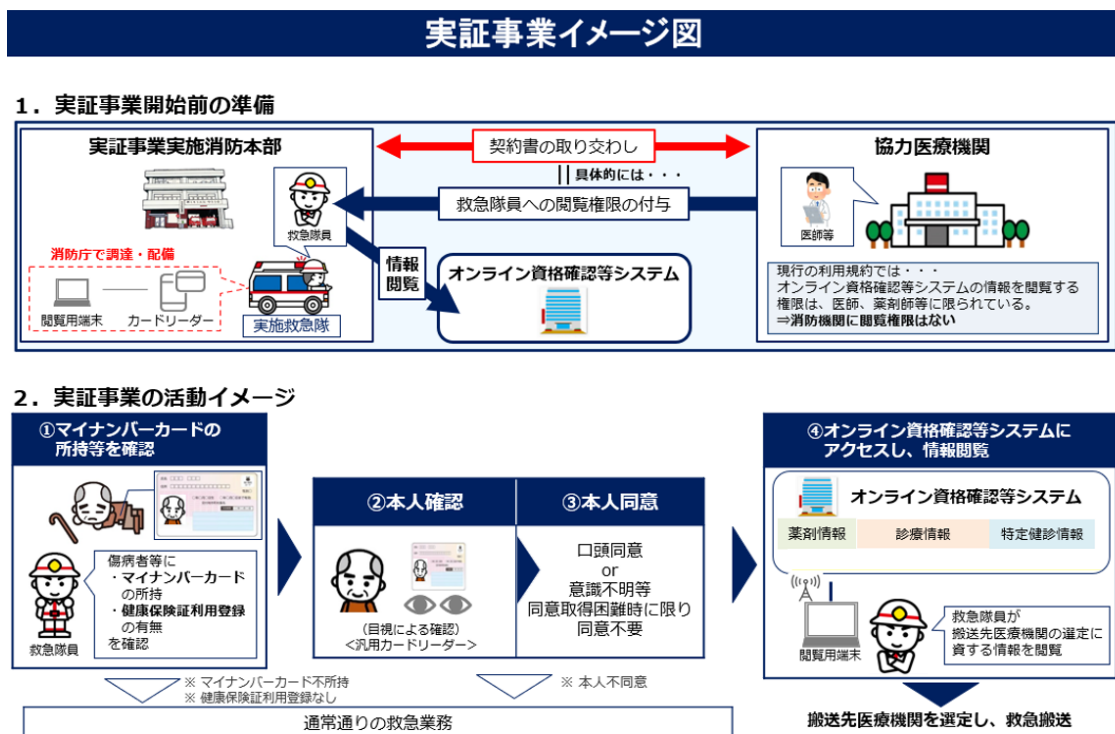 実証事業イメージ図
1．実証事業開始前の準備
実証事業実施消防本部
救急隊員
消防庁で調達・配備
閲覧用端末
カードリーダー
実施救急隊
契約書の取り交わし
具体的には・・・
救急隊員への閲覧権限の付与
情報
閲覧
オンライン資格確認等システム
協力医療機関
医師等
現行の利用規約では・・・
オンライン資格確認等システムの情報を閲覧する
権限は、医師、薬剤師等に限られている。
⇒消防機関に閲覧権限はない
2．実証事業の活動イメージ
①マイナンバーカードの
所持等を確認
救急隊員
傷病者等に
・マイナンバーカード
の所持
・健康保険証利用登録
の有無
を確認
②本人確認
（目視による確認）
＜汎用カードリーダー＞
③本人同意
口頭同意
or
意識不明等
同意取得困難時に限り
同意不要
④オンライン資格確認等システムに
アクセスし、情報閲覧
オンライン資格確認等システム
薬剤情報
診療情報
特定健診情報
閲覧用端末
救急隊員が
搬送先医療機関の選定に
資する情報を閲覧
※ マイナンバーカード不所持
※ 健康保険証利用登録なし
※ 本人不同意
通常通りの救急業務
搬送先医療機関を選定し、救急搬送